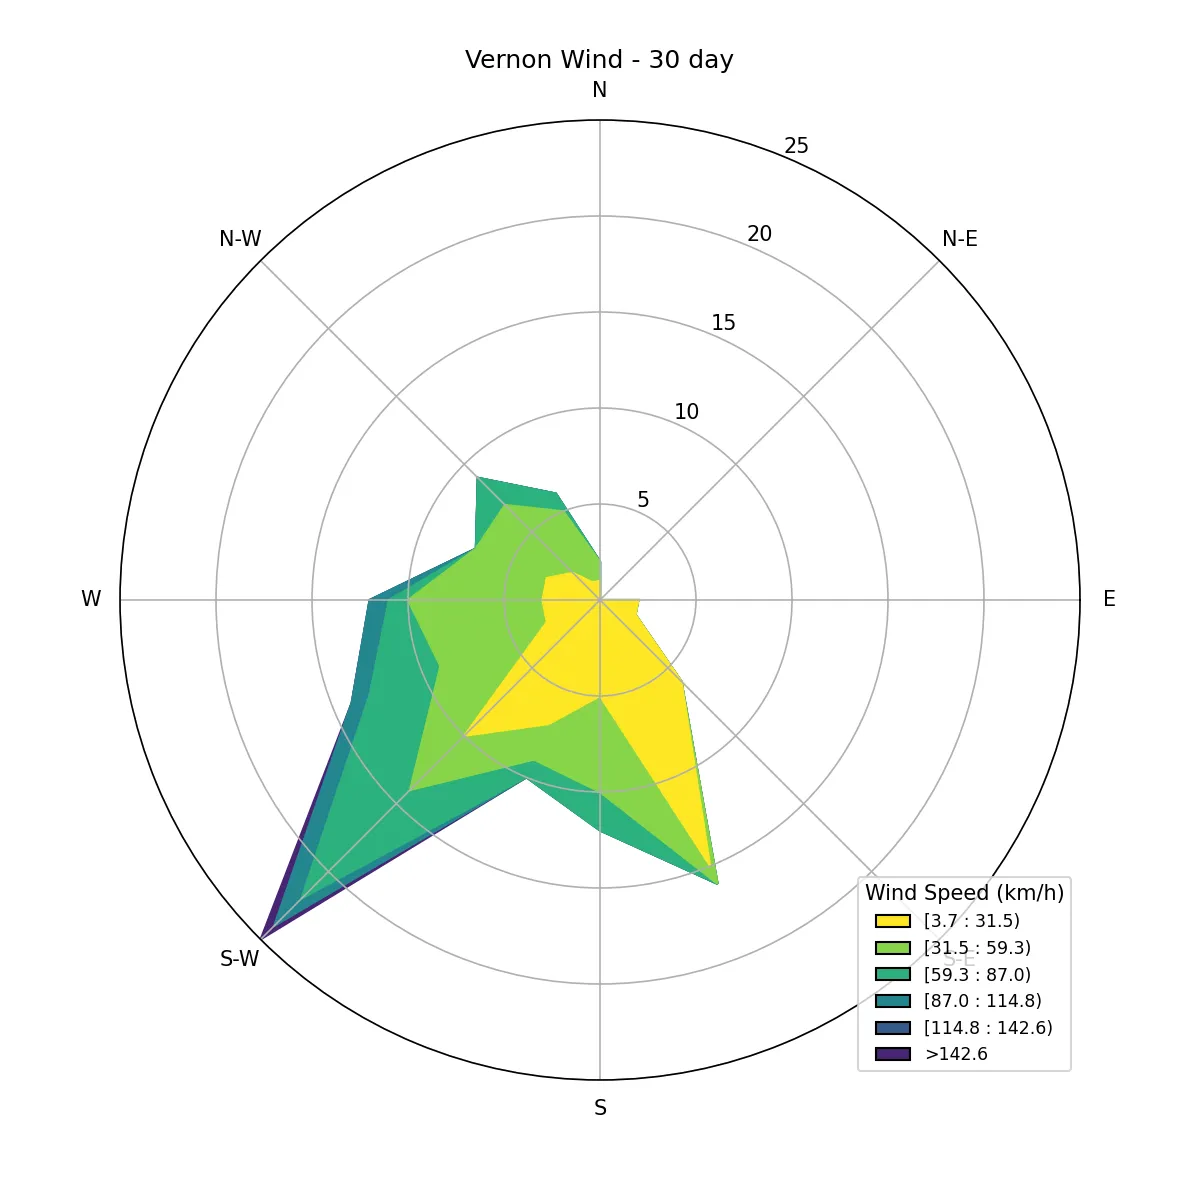 Vernon Wind - 30 day
N
25
N-W
N-E
20
15
10
5
W
E
S-W
S-E
S
Wind Speed (km/h)
[3.7 : 31.5)
[31.5 : 59.3)
[59.3 : 87.0)
[87.0 : 114.8)
[114.8 : 142.6)
>142.6